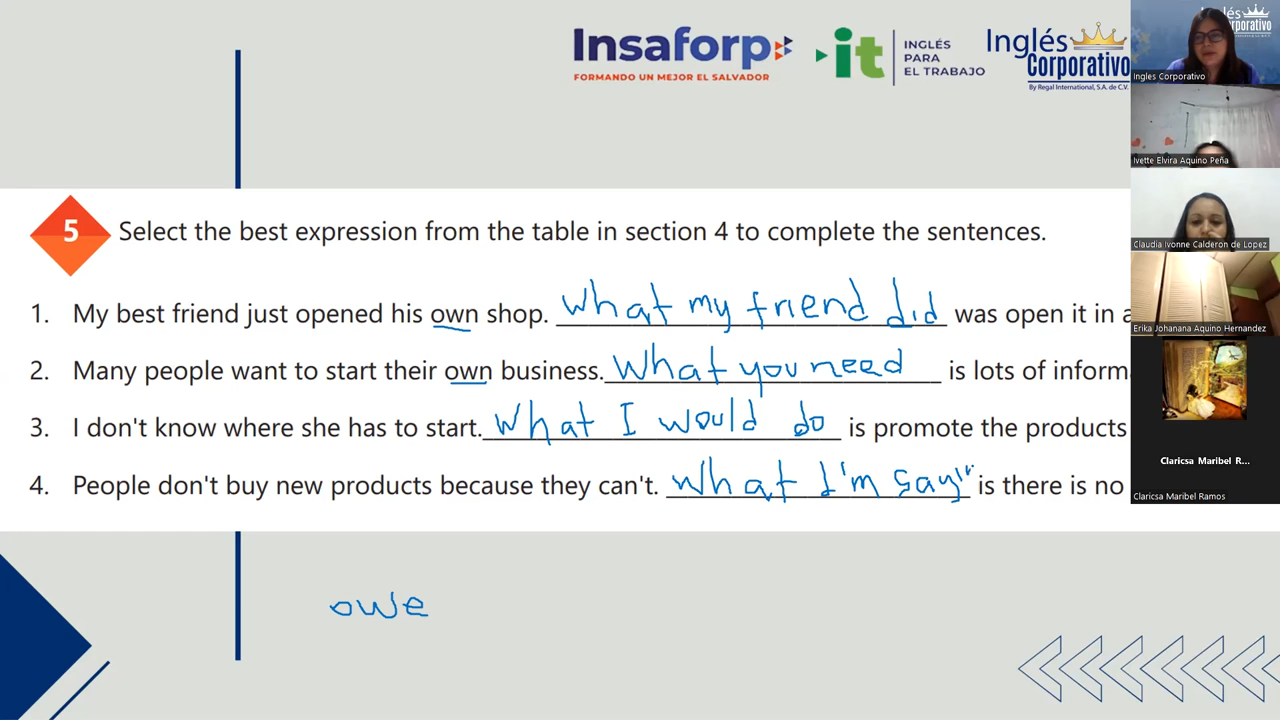 Insaforp
FORMANDO UN MEJOR EL SALVADOR
it
INGLÉS
PARA
EL TRABAJO
Inglés
Corporativo
By Regal International, S.A. de C.V.
Ingles Corporativo
Ivette Elvira Aquino Peña
Claudia Ivonne Calderon de Lopez
Erika Johanana Aquino Hernandez
Claricsa Maribel R...
Claricsa Maribel Ramos
5 Select the best expression from the table in section 4 to complete the sentences.
1. My best friend just opened his own shop. what my friend did was open it in a
2. Many people want to start their own business. What you need is lots of inform
3. I don't know where she has to start. What I would do is promote the products
4. People don't buy new products because they can't. What I'm say is there is no
owe